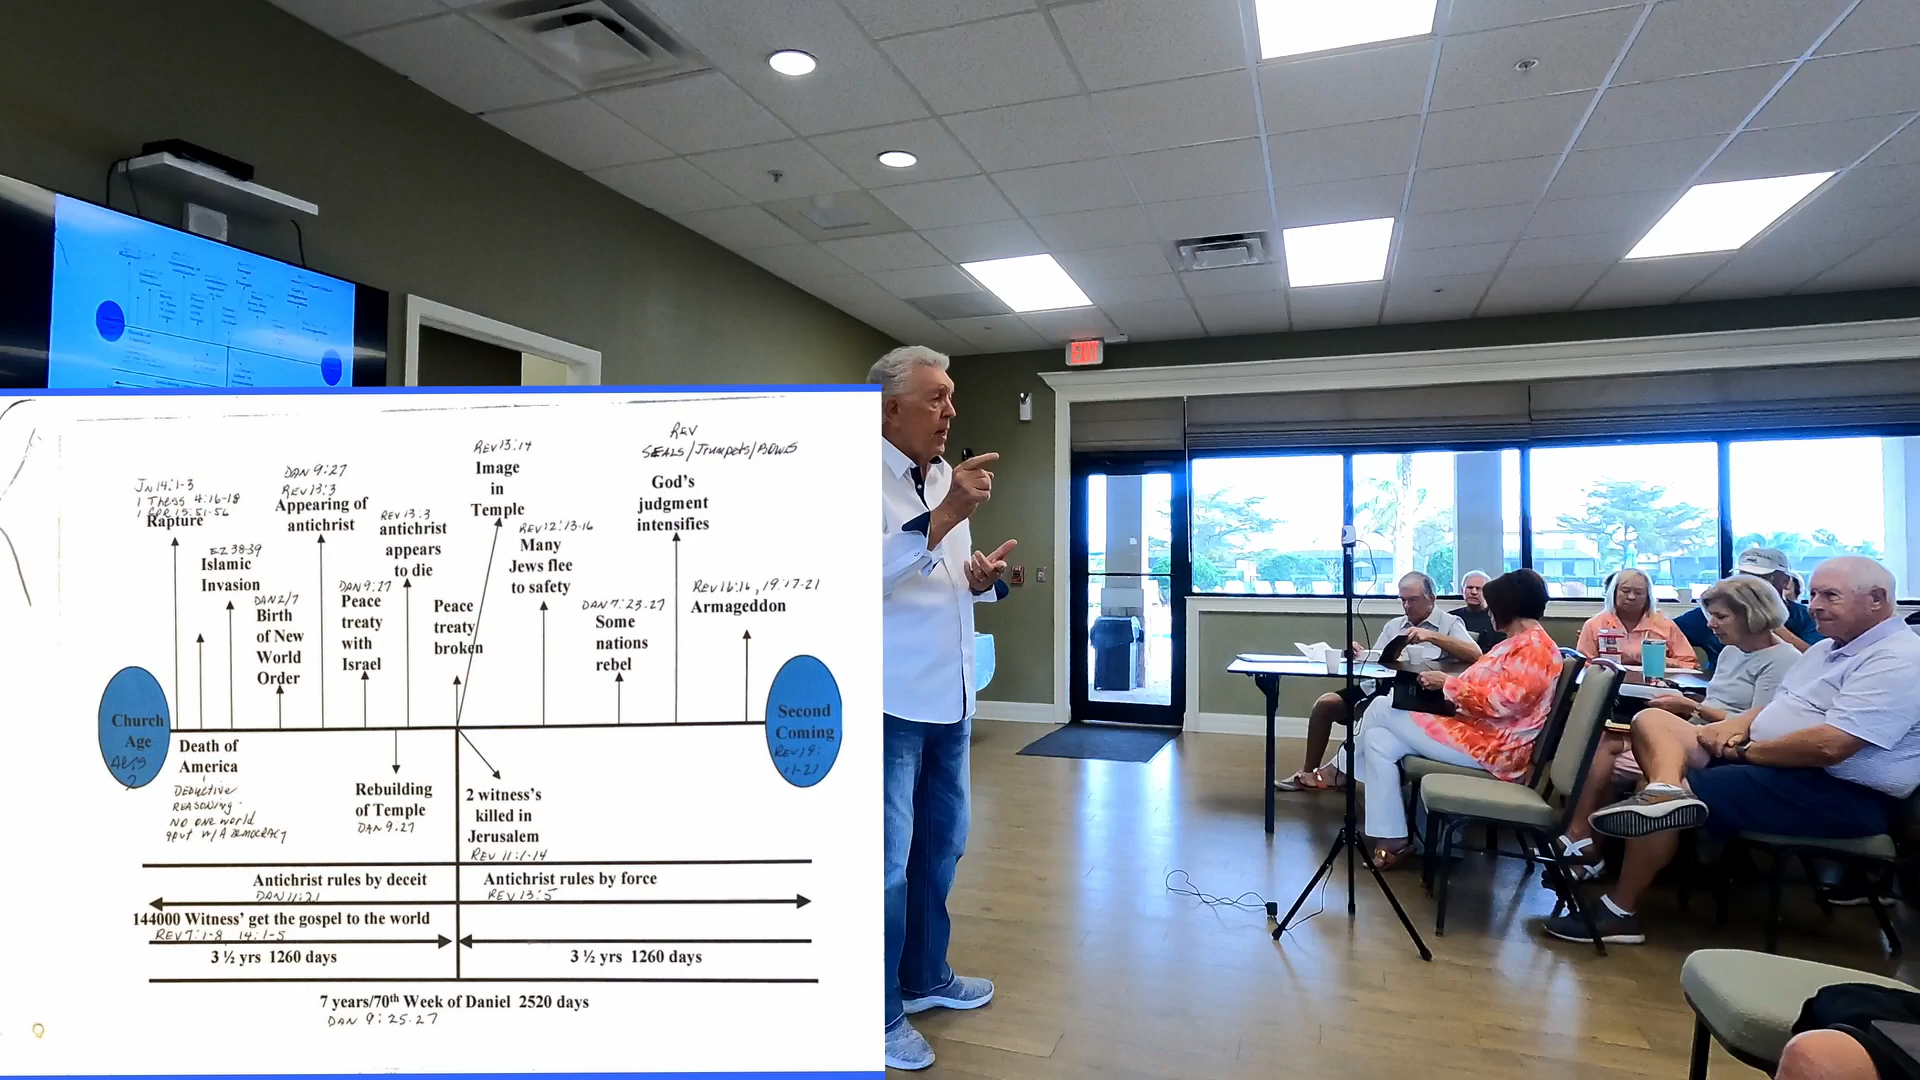 EXIT
REV
SEALS/TRUMPETS/BOWLS
God's
judgment
intensifies
REV 13:14
Image
in
Temple
DAN 9:27
REV 13:3
Appearing of
antichrist
JN 14:1-3
1 Thess 4:16-18
1 COR 15:51-56
Rapture
REV 13:3
antichrist
appears
to die
REV 12:13-16
Many
Jews flee
to safety
EZ 38-39
Islamic
Invasion
DAN 2/7
Birth
of New
World
Order
DAN 9:27
Peace
treaty
with
Israel
Peace
treaty
broken
DAN 7:23-27
Some
nations
rebel
REV 16:16, 19:17-21
Armageddon
Church
Age
ACTS
2
Second
Coming
REV 19:
11-21
Death of
America
DEDUCTIVE
REASONING-
NO ONE WORLD
GOVT W/A DEMOCRACY
Rebuilding
of Temple
DAN 9:27
2 witness's
killed in
Jerusalem
REV 11:1-14
Antichrist rules by deceit
DAN 11:21
Antichrist rules by force
REV 13:5
144000 Witness' get the gospel to the world
REV 7:1-8 14:1-5
3 ½ yrs 1260 days
3 ½ yrs 1260 days
7 years/70th Week of Daniel 2520 days
DAN 9:25-27